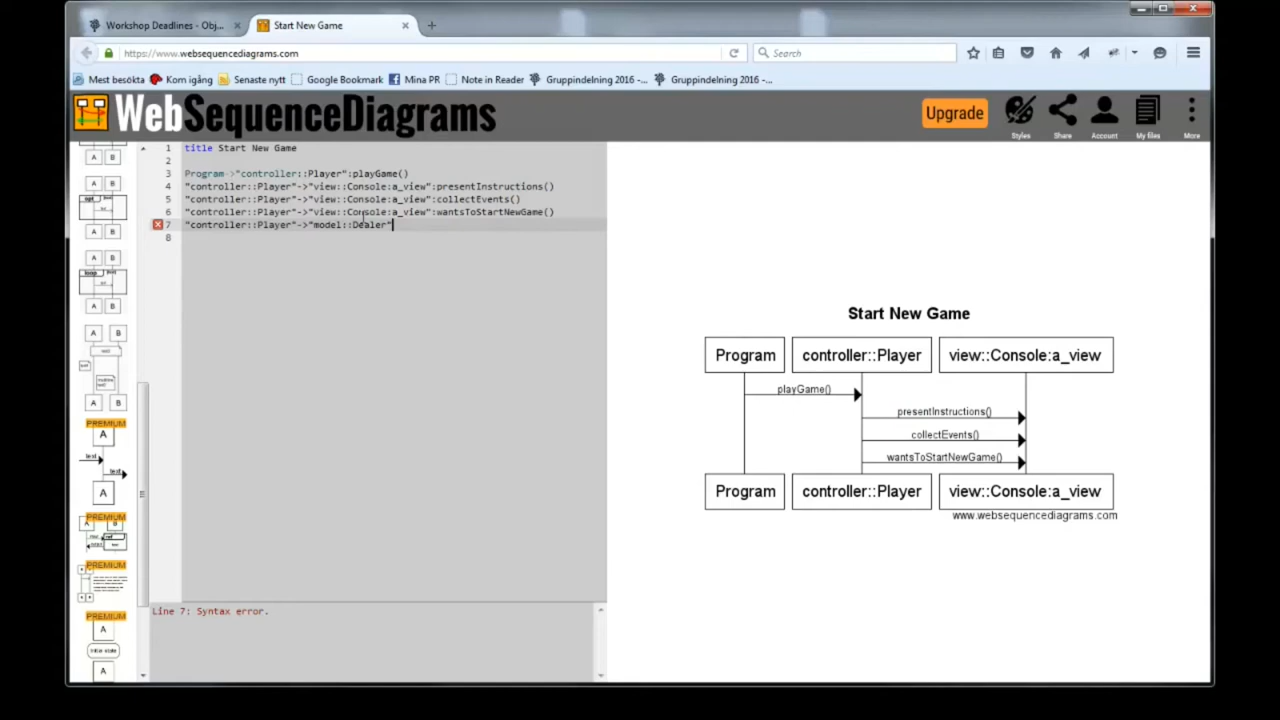 Workshop Deadlines - Obj...
Start New Game
https://www.websequencediagrams.com
Search
Mest besökta
Kom igång
Senaste nytt
Google Bookmark
Mina PR
Note in Reader
Gruppindelning 2016 -...
Gruppindelning 2016 -...
WebSequenceDiagrams
Upgrade
Styles
Share
Account
My files
More
A B
A B
A B
A B
A B
A B
A B
PREMIUM
A
text
text
A
PREMIUM
A B
PREMIUM
PREMIUM
A
A
1 title Start New Game
2
3 Program->"controller::Player":playGame()
4 "controller::Player"->"view::Console:a_view":presentInstructions()
5 "controller::Player"->"view::Console:a_view":collectEvents()
6 "controller::Player"->"view::Console:a_view":wantsToStartNewGame()
7 "controller::Player"->"model::Dealer"
8
Line 7: Syntax error.
Start New Game
Program controller::Player view::Console:a_view
playGame()
presentInstructions()
collectEvents()
wantsToStartNewGame()
Program controller::Player view::Console:a_view
www.websequencediagrams.com